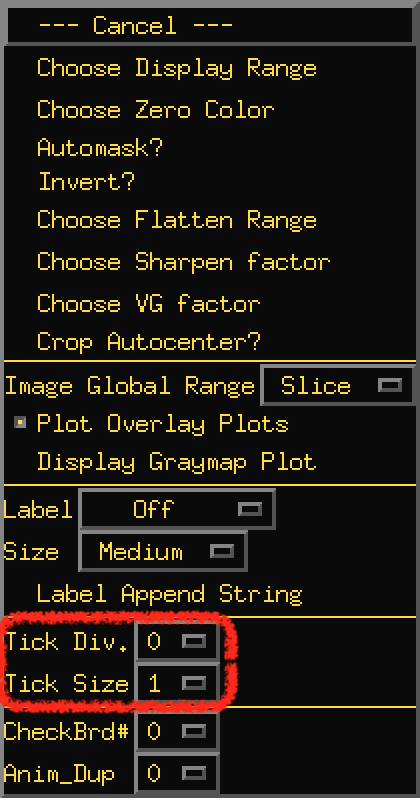 --- Cancel ---
Choose Display Range
Choose Zero Color
Automask?
Invert?
Choose Flatten Range
Choose Sharpen factor
Choose VG factor
Crop Autocenter?
Image Global Range Slice
Plot Overlay Plots
Display Graymap Plot
Label Off
Size Medium
Label Append String
Tick Div. 0
Tick Size 1
CheckBrd# 0
Anim_Dup 0